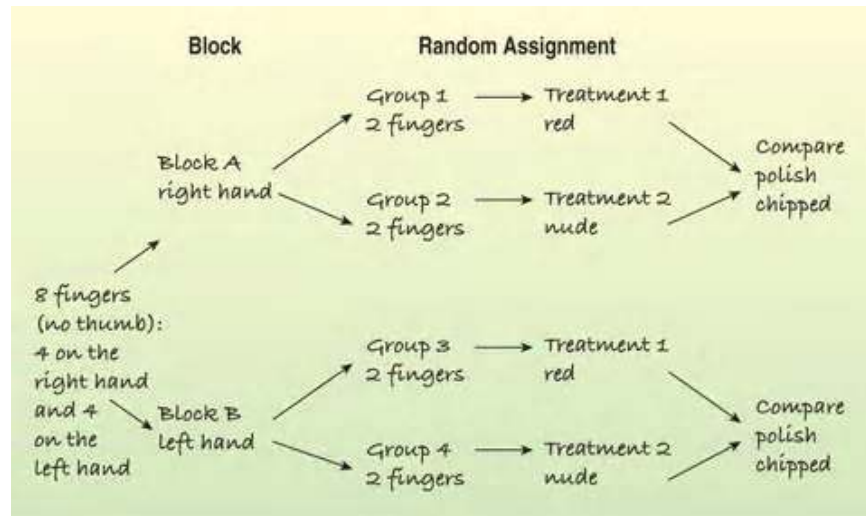 Block
Random Assignment
8 fingers
(no thumb):
4 on the
right hand
and 4
on the
left hand
Block A
right hand
Group 1
2 fingers
Treatment 1
red
Group 2
2 fingers
Treatment 2
nude
Compare
polish
chipped
Block B
left hand
Group 3
2 fingers
Treatment 1
red
Group 4
2 fingers
Treatment 2
nude
Compare
polish
chipped